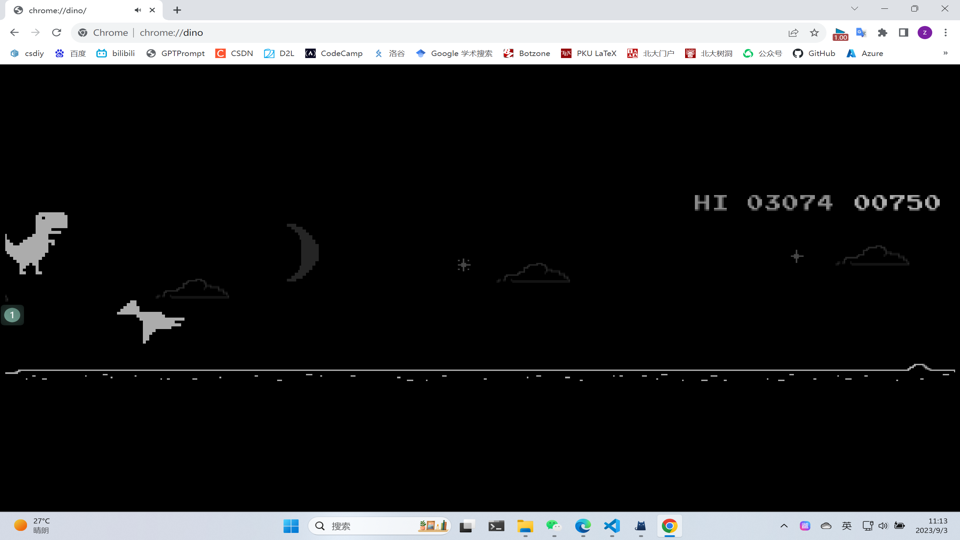 chrome://dino/
Chrome | chrome://dino
1.00
z
csdiy 百度 bilibili GPTPrompt CSDN D2L CodeCamp 洛谷 Google 学术搜索 Botzone PKU LaTeX 北大门户 北大树洞 公众号 GitHub Azure »
HI 03074 00750
1
27°C
晴朗
搜索
英
11:13
2023/9/3